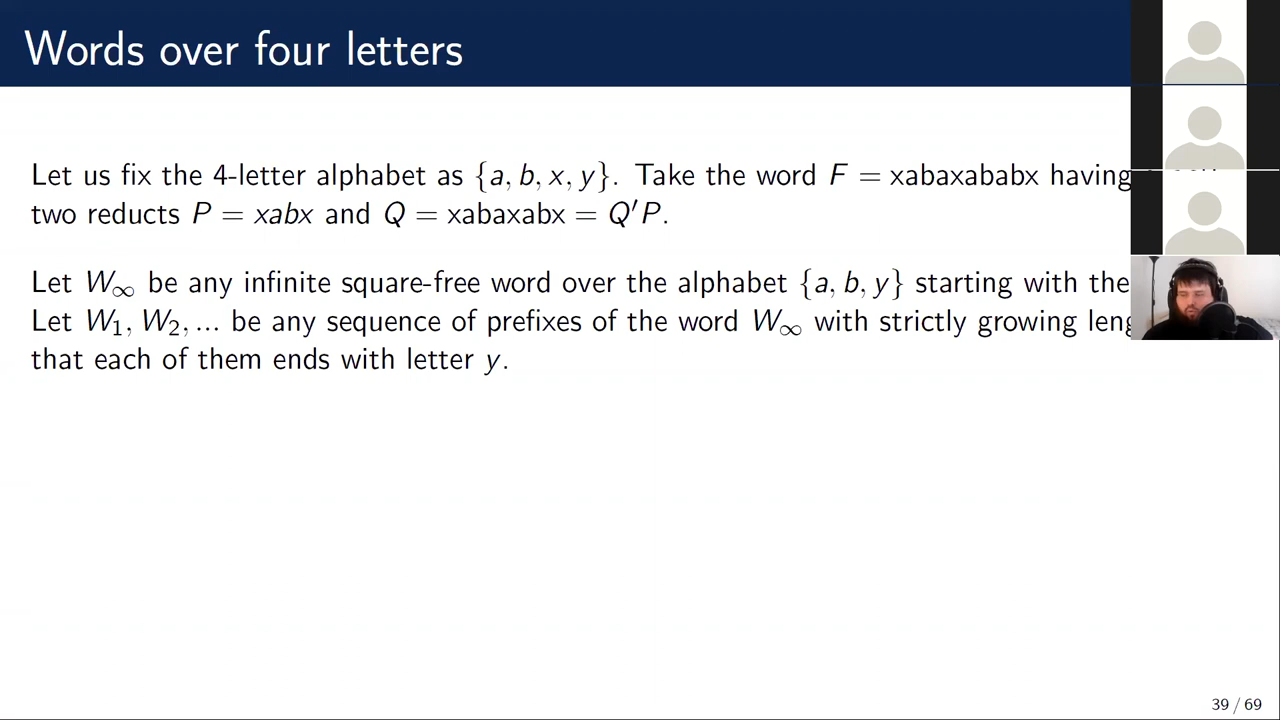 Words over four letters
Let us fix the 4-letter alphabet as {a, b, x, y}. Take the word F = xabaxababx having
two reducts P = xabx and Q = xabaxabx = Q′P.
Let W∞ be any infinite square-free word over the alphabet {a, b, y} starting with the
Let W₁, W₂, ... be any sequence of prefixes of the word W∞ with strictly growing
that each of them ends with letter y.
39 / 69